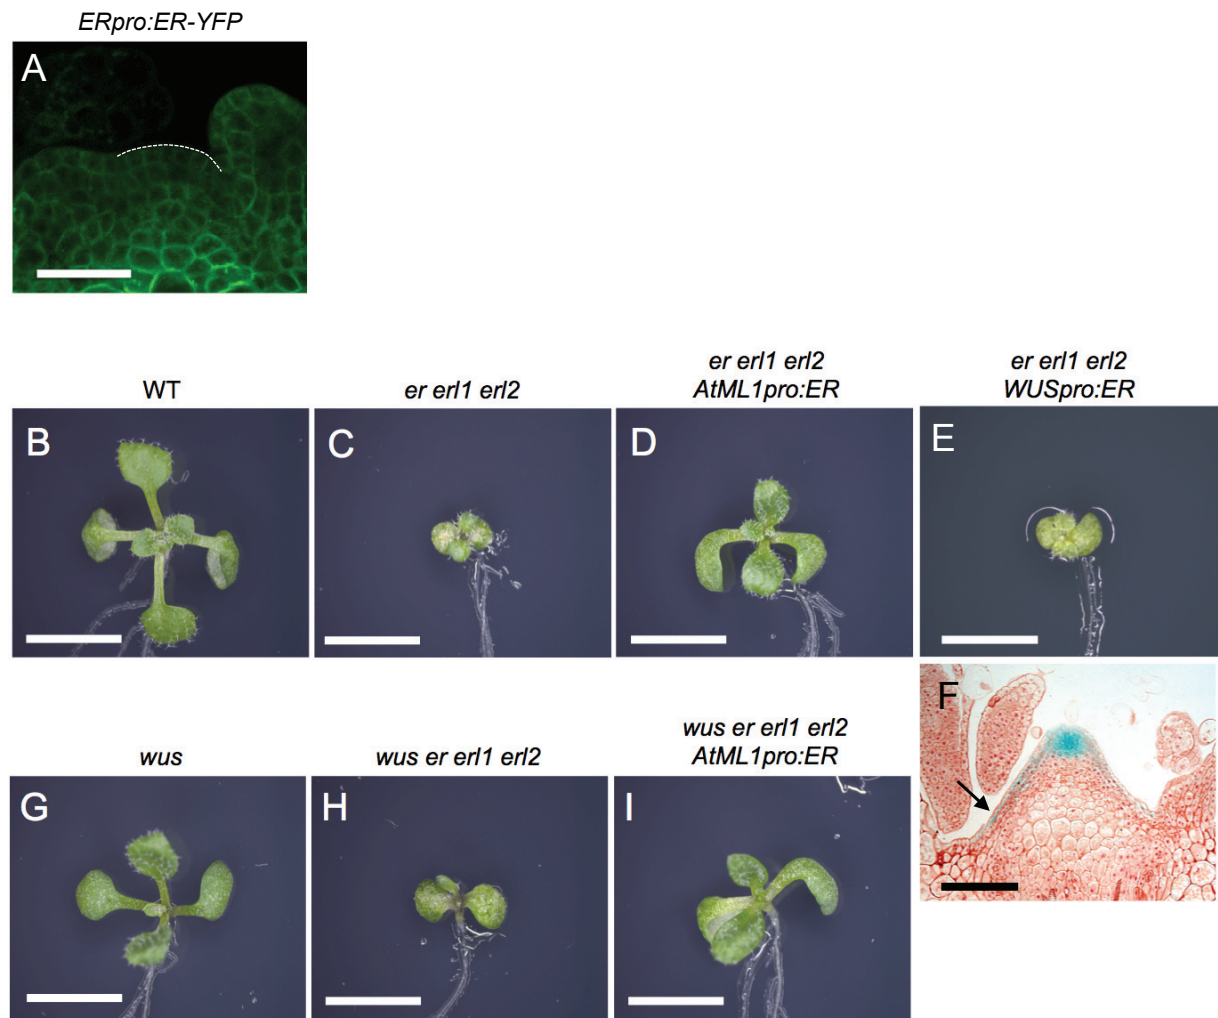 ERpro:ER-YFP
A
WT
er erl1 erl2
er erl1 erl2
AtML1pro:ER
er erl1 erl2
WUSpro:ER
B
C
D
E
F
wus
wus er erl1 erl2
wus er erl1 erl2
AtML1pro:ER
G
H
I